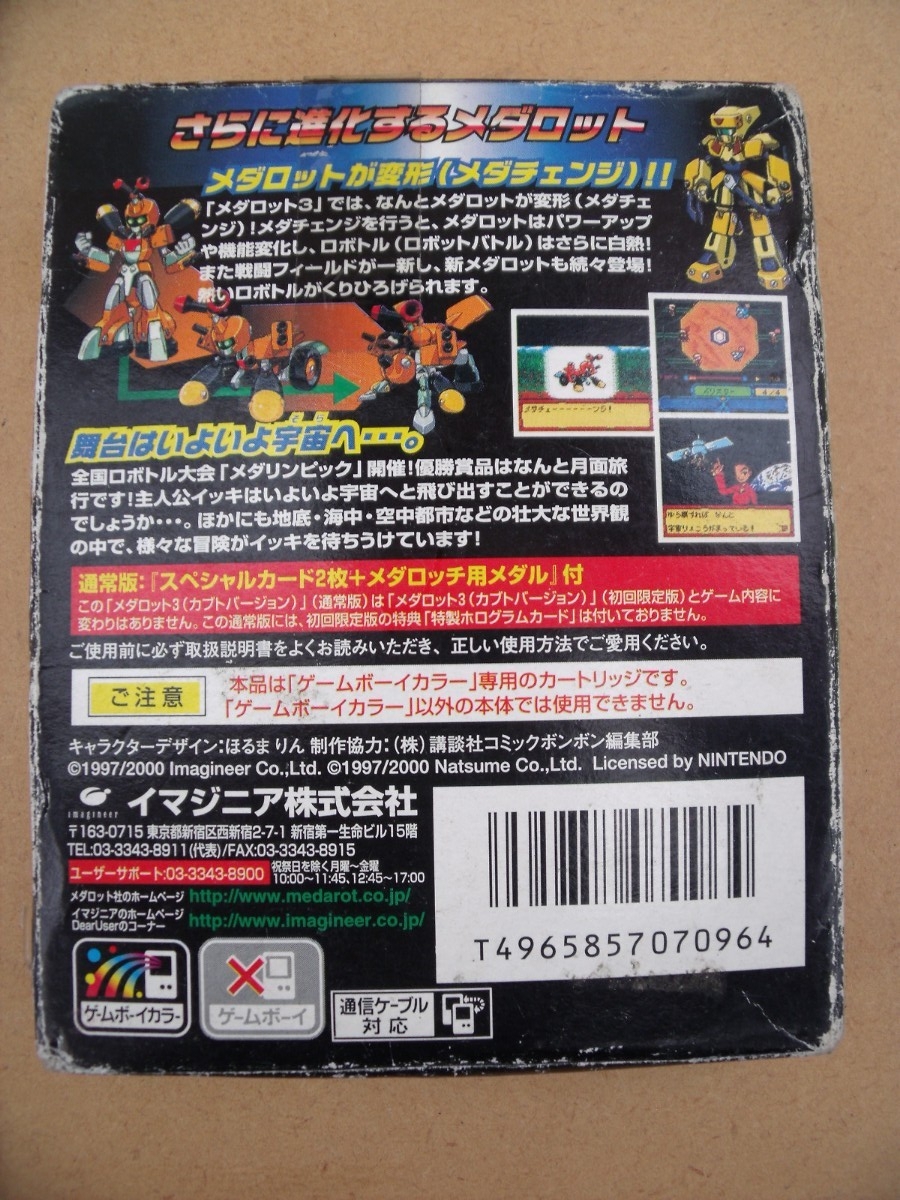 さらに進化するメダロット
メダロットが変形(メダチェンジ)!!
「メダロット3」では、なんとメダロットが変形(メダチェ
ンジ)!メダチェンジを行うと、メダロットはパワーアップ
や機能変化し、ロボトル(ロボットバトル)はさらに白熱!
また戦闘フィールドが一新し、新メダロットも続々登場!
熱いロボトルがくりひろげられます。
舞台はいよいよ宇宙へ・・・。
全国ロボトル大会「メダリンピック」開催!優勝賞品はなんと月面旅
行です!主人公イッキはいよいよ宇宙へと飛び出すことができるの
でしょうか・・・。ほかにも地底・海中・空中都市などの壮大な世界観
の中で、様々な冒険がイッキを待ちうけています!
通常版:『スペシャルカード2枚+メダロッチ用メダル』付
この「メダロット3(カブトバージョン)」(通常版)は「メダロット3(カブトバージョン)」(初回限定版)とゲーム内容に
変わりはありません。この通常版には、初回限定版の特典「特製ホログラムカード」は付いておりません。
ご使用前に必ず取扱説明書をよくお読みいただき、正しい使用方法でご愛用ください。
ご注意
本品は「ゲームボーイカラー」専用のカートリッジです。
「ゲームボーイカラー」以外の本体では使用できません。
キャラクターデザイン:ほるまりん 制作協力:(株)講談社コミックボンボン編集部
©1997/2000 Imagineer Co.,Ltd. ©1997/2000 Natsume Co.,Ltd. Licensed by NINTENDO
imagineer イマジニア株式会社
〒163-0715 東京都新宿区西新宿2-7-1 新宿第一生命ビル15階
TEL:03-3343-8911(代表)/FAX:03-3343-8915
ユーザーサポート:03-3343-8900 祝祭日を除く月曜〜金曜
10:00〜11:45、12:45〜17:00
メダロット社のホームページ http://www.medarot.co.jp/
イマジニアのホームページ
DearUserのコーナー http://www.imagineer.co.jp/
T4965857070964
ゲームボーイカラー
ゲームボーイ
通信ケーブル
対応